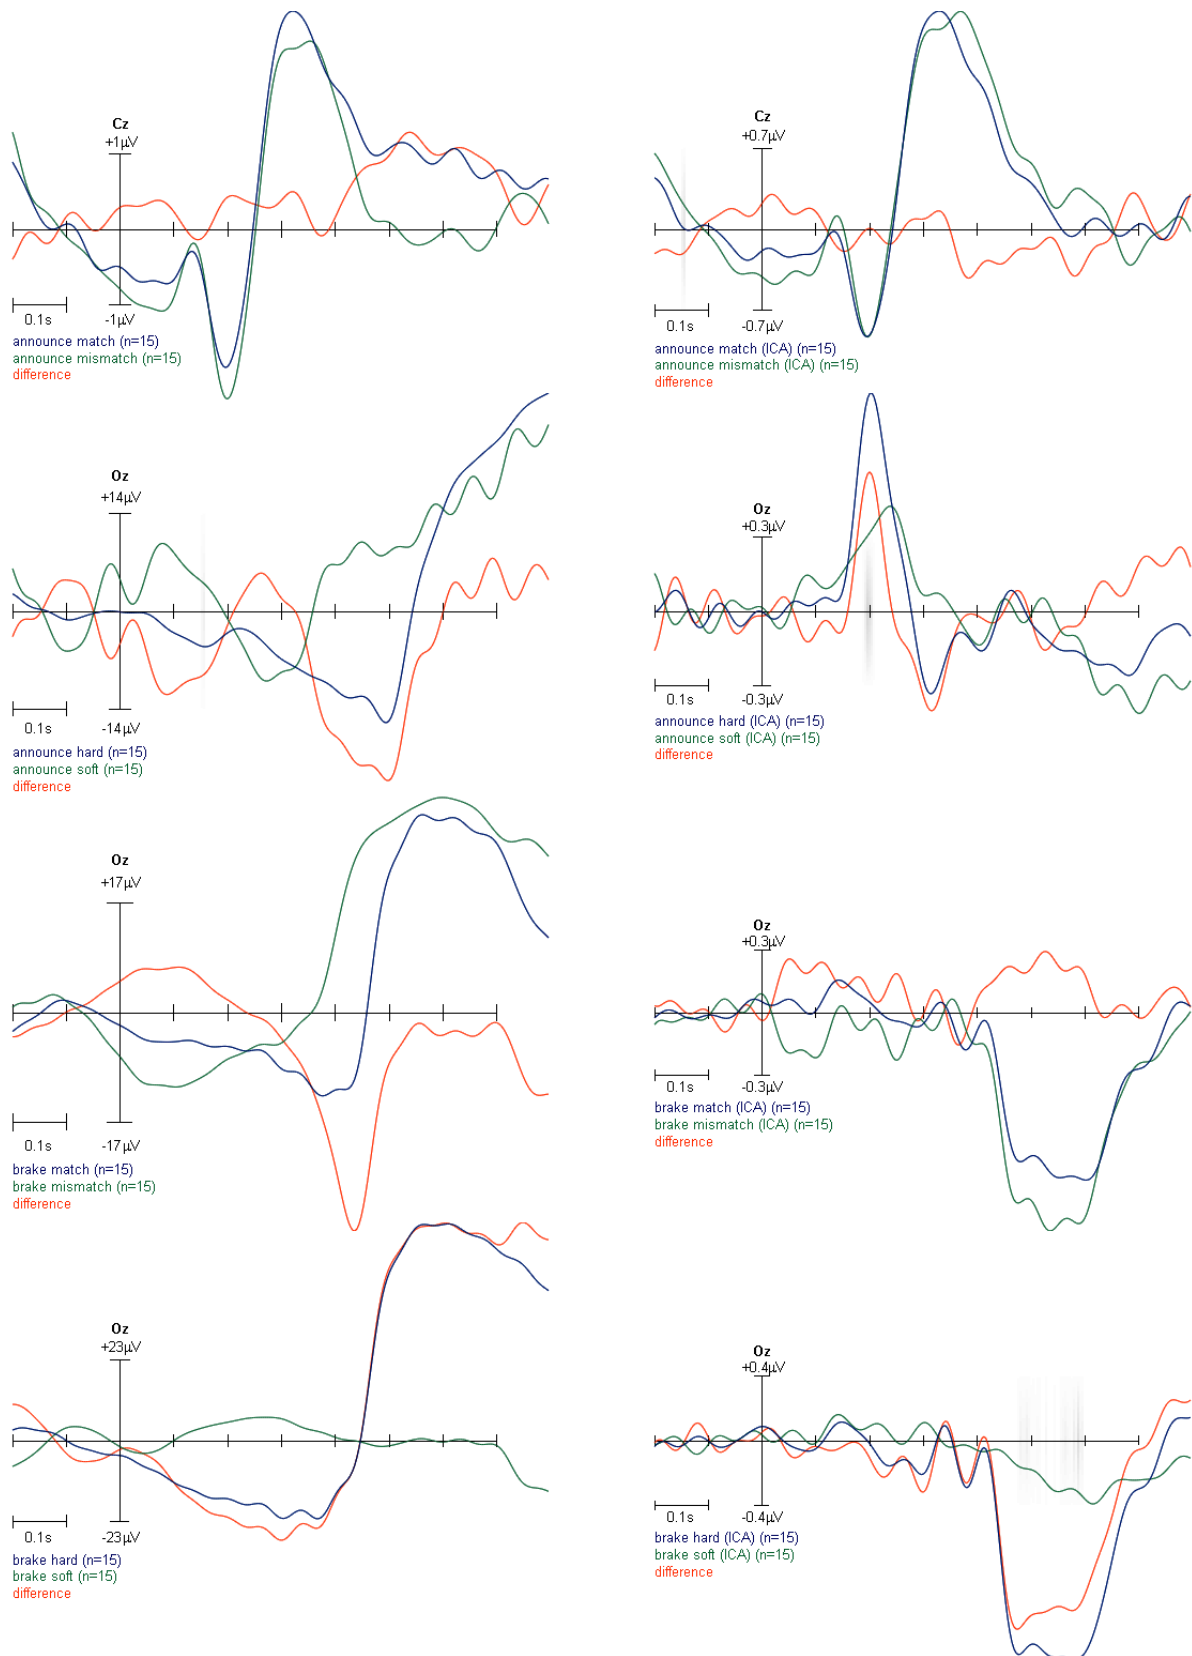 Cz
+1µV
0.1s
-1µV
announce match (n=15)
announce mismatch (n=15)
difference
Cz
+0.7µV
0.1s
-0.7µV
announce match (ICA) (n=15)
announce mismatch (ICA) (n=15)
difference
Oz
+14µV
0.1s
-14µV
announce hard (n=15)
announce soft (n=15)
difference
Oz
+0.3µV
0.1s
-0.3µV
announce hard (ICA) (n=15)
announce soft (ICA) (n=15)
difference
Oz
+17µV
0.1s
-17µV
brake match (n=15)
brake mismatch (n=15)
difference
Oz
+0.3µV
0.1s
-0.3µV
brake match (ICA) (n=15)
brake mismatch (ICA) (n=15)
difference
Oz
+23µV
0.1s
-23µV
brake hard (n=15)
brake soft (n=15)
difference
Oz
+0.4µV
0.1s
-0.4µV
brake hard (ICA) (n=15)
brake soft (ICA) (n=15)
difference